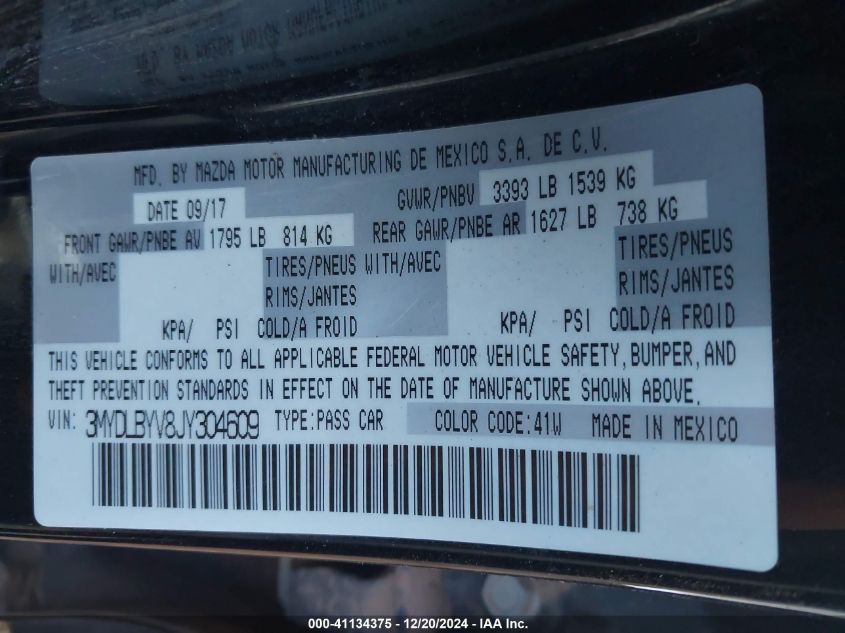 MFD. BY MAZDA MOTOR MANUFACTURING DE MEXICO S.A. DE C.V.
DATE 09/17 GVWR/PNBV 3393 LB 1539 KG
FRONT GAWR/PNBE AV 1795 LB 814 KG REAR GAWR/PNBE AR 1627 LB 738 KG
WITH/AVEC TIRES/PNEUS WITH/AVEC TIRES/PNEUS
RIMS/JANTES RIMS/JANTES
KPA/ PSI COLD/A FROID KPA/ PSI COLD/A FROID
THIS VEHICLE CONFORMS TO ALL APPLICABLE FEDERAL MOTOR VEHICLE SAFETY, BUMPER, AND
THEFT PREVENTION STANDARDS IN EFFECT ON THE DATE OF MANUFACTURE SHOWN ABOVE.
VIN: 3MYDLBYV8JY304609 TYPE:PASS CAR COLOR CODE:41W MADE IN MEXICO
000-41134375 - 12/20/2024 - IAA Inc.